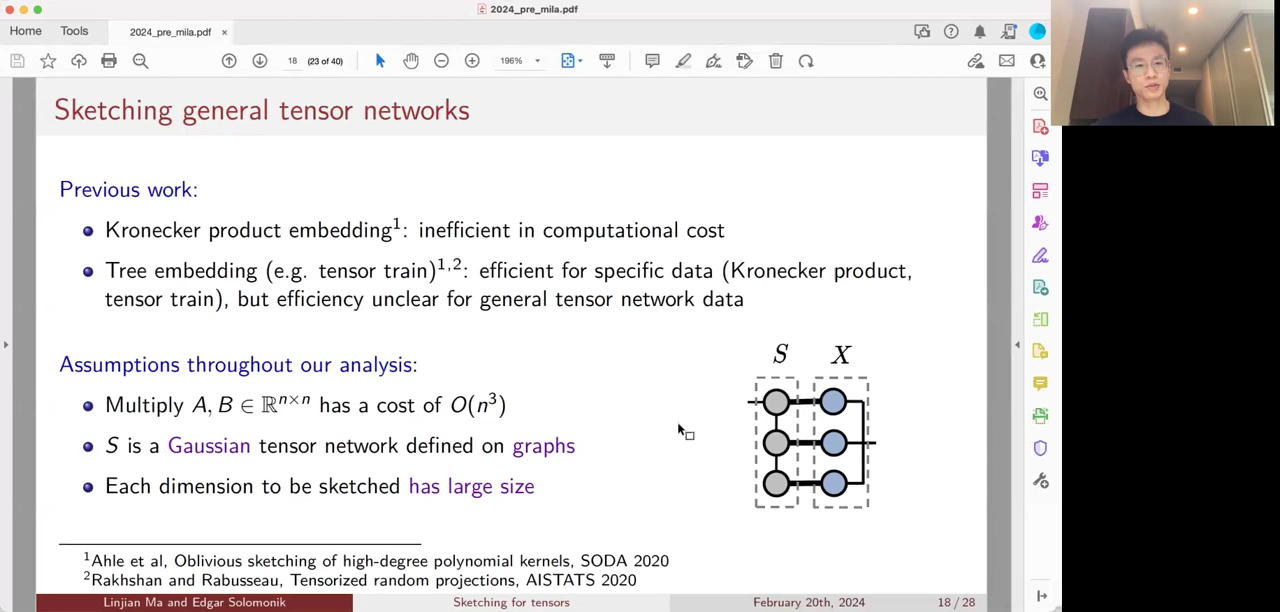 2024_pre_mila.pdf
Home Tools 2024_pre_mila.pdf ×
18 (23 of 40) 196%
Sketching general tensor networks
Previous work:
Kronecker product embedding¹: inefficient in computational cost
Tree embedding (e.g. tensor train)¹,²: efficient for specific data (Kronecker product,
tensor train), but efficiency unclear for general tensor network data
Assumptions throughout our analysis:
S X
Multiply A, B ∈ ℝⁿˣⁿ has a cost of O(n³)
S is a Gaussian tensor network defined on graphs
Each dimension to be sketched has large size
¹Ahle et al, Oblivious sketching of high-degree polynomial kernels, SODA 2020
²Rakhshan and Rabusseau, Tensorized random projections, AISTATS 2020
Linjian Ma and Edgar Solomonik Sketching for tensors February 20th, 2024 18 / 28